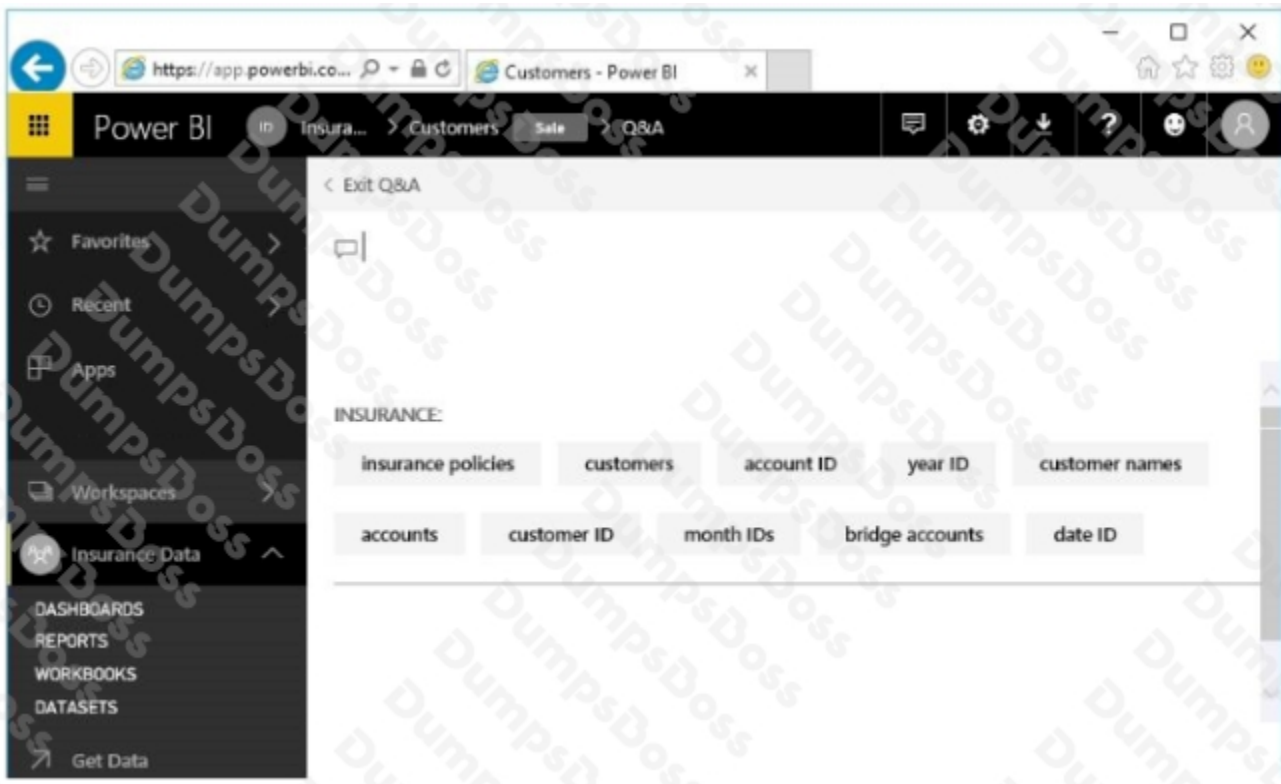 https://app.powerbi.co... Customers - Power BI
Power BI ID Insura... > Customers Sale > Q&A ?
< Exit Q&A
Favorites >
Recent >
Apps
Workspaces >
Insurance Data
DASHBOARDS
REPORTS
WORKBOOKS
DATASETS
Get Data
INSURANCE:
insurance policies customers account ID year ID customer names
accounts customer ID month IDs bridge accounts date ID
DumpsDoss